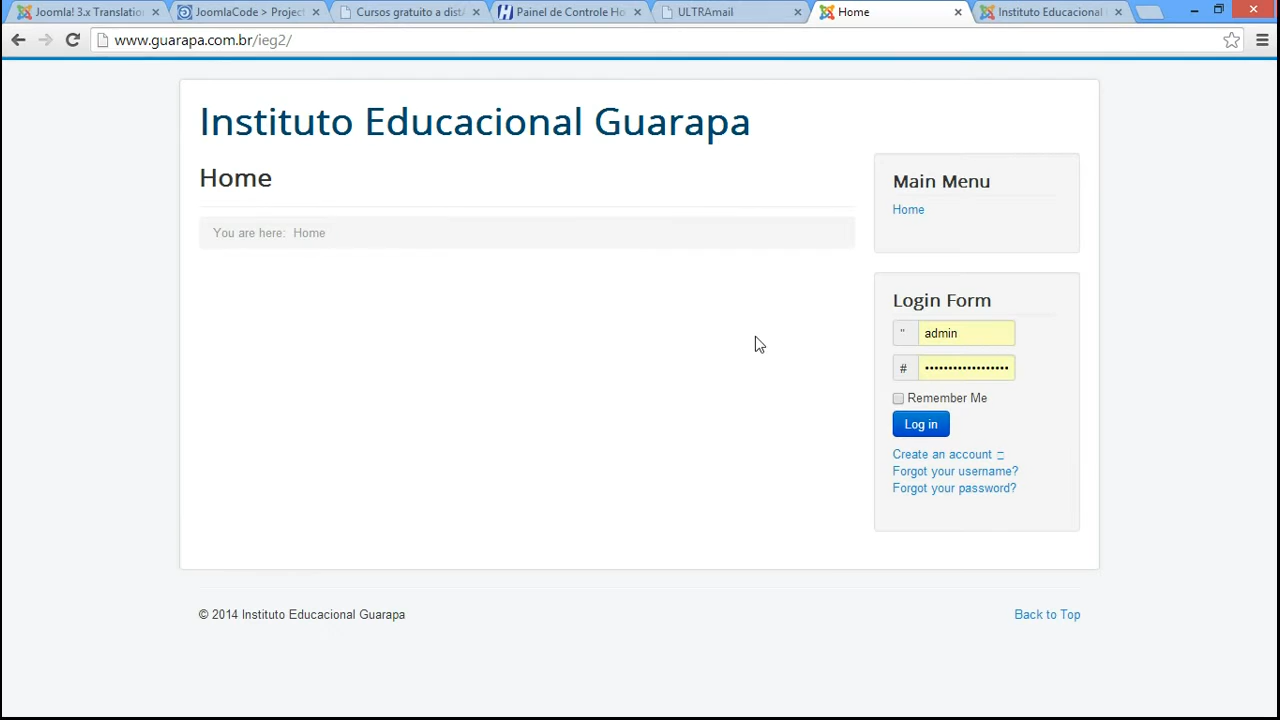 Joomla! 3.x Translation
JoomlaCode > Project
Cursos gratuito a distâ
Painel de Controle Ho
ULTRAmail
Home
Instituto Educacional
www.guarapa.com.br/ieg2/
Instituto Educacional Guarapa
Home
You are here: Home
Main Menu
Home
Login Form
" admin
# ••••••••••••••••••
Remember Me
Log in
Create an account
Forgot your username?
Forgot your password?
© 2014 Instituto Educacional Guarapa
Back to Top